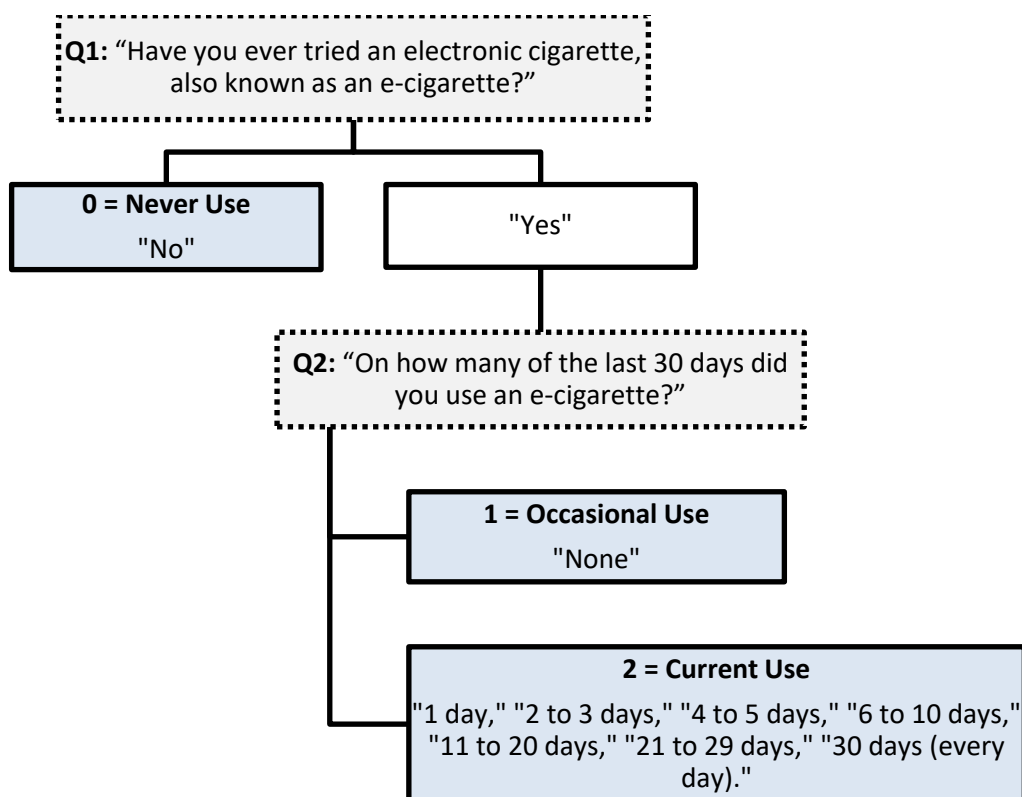 Q1: “Have you ever tried an electronic cigarette,
also known as an e-cigarette?”
0 = Never Use
"No"
"Yes"
Q2: “On how many of the last 30 days did
you use an e-cigarette?”
1 = Occasional Use
"None"
2 = Current Use
"1 day," "2 to 3 days," "4 to 5 days," "6 to 10 days,"
"11 to 20 days," "21 to 29 days," "30 days (every
day)."